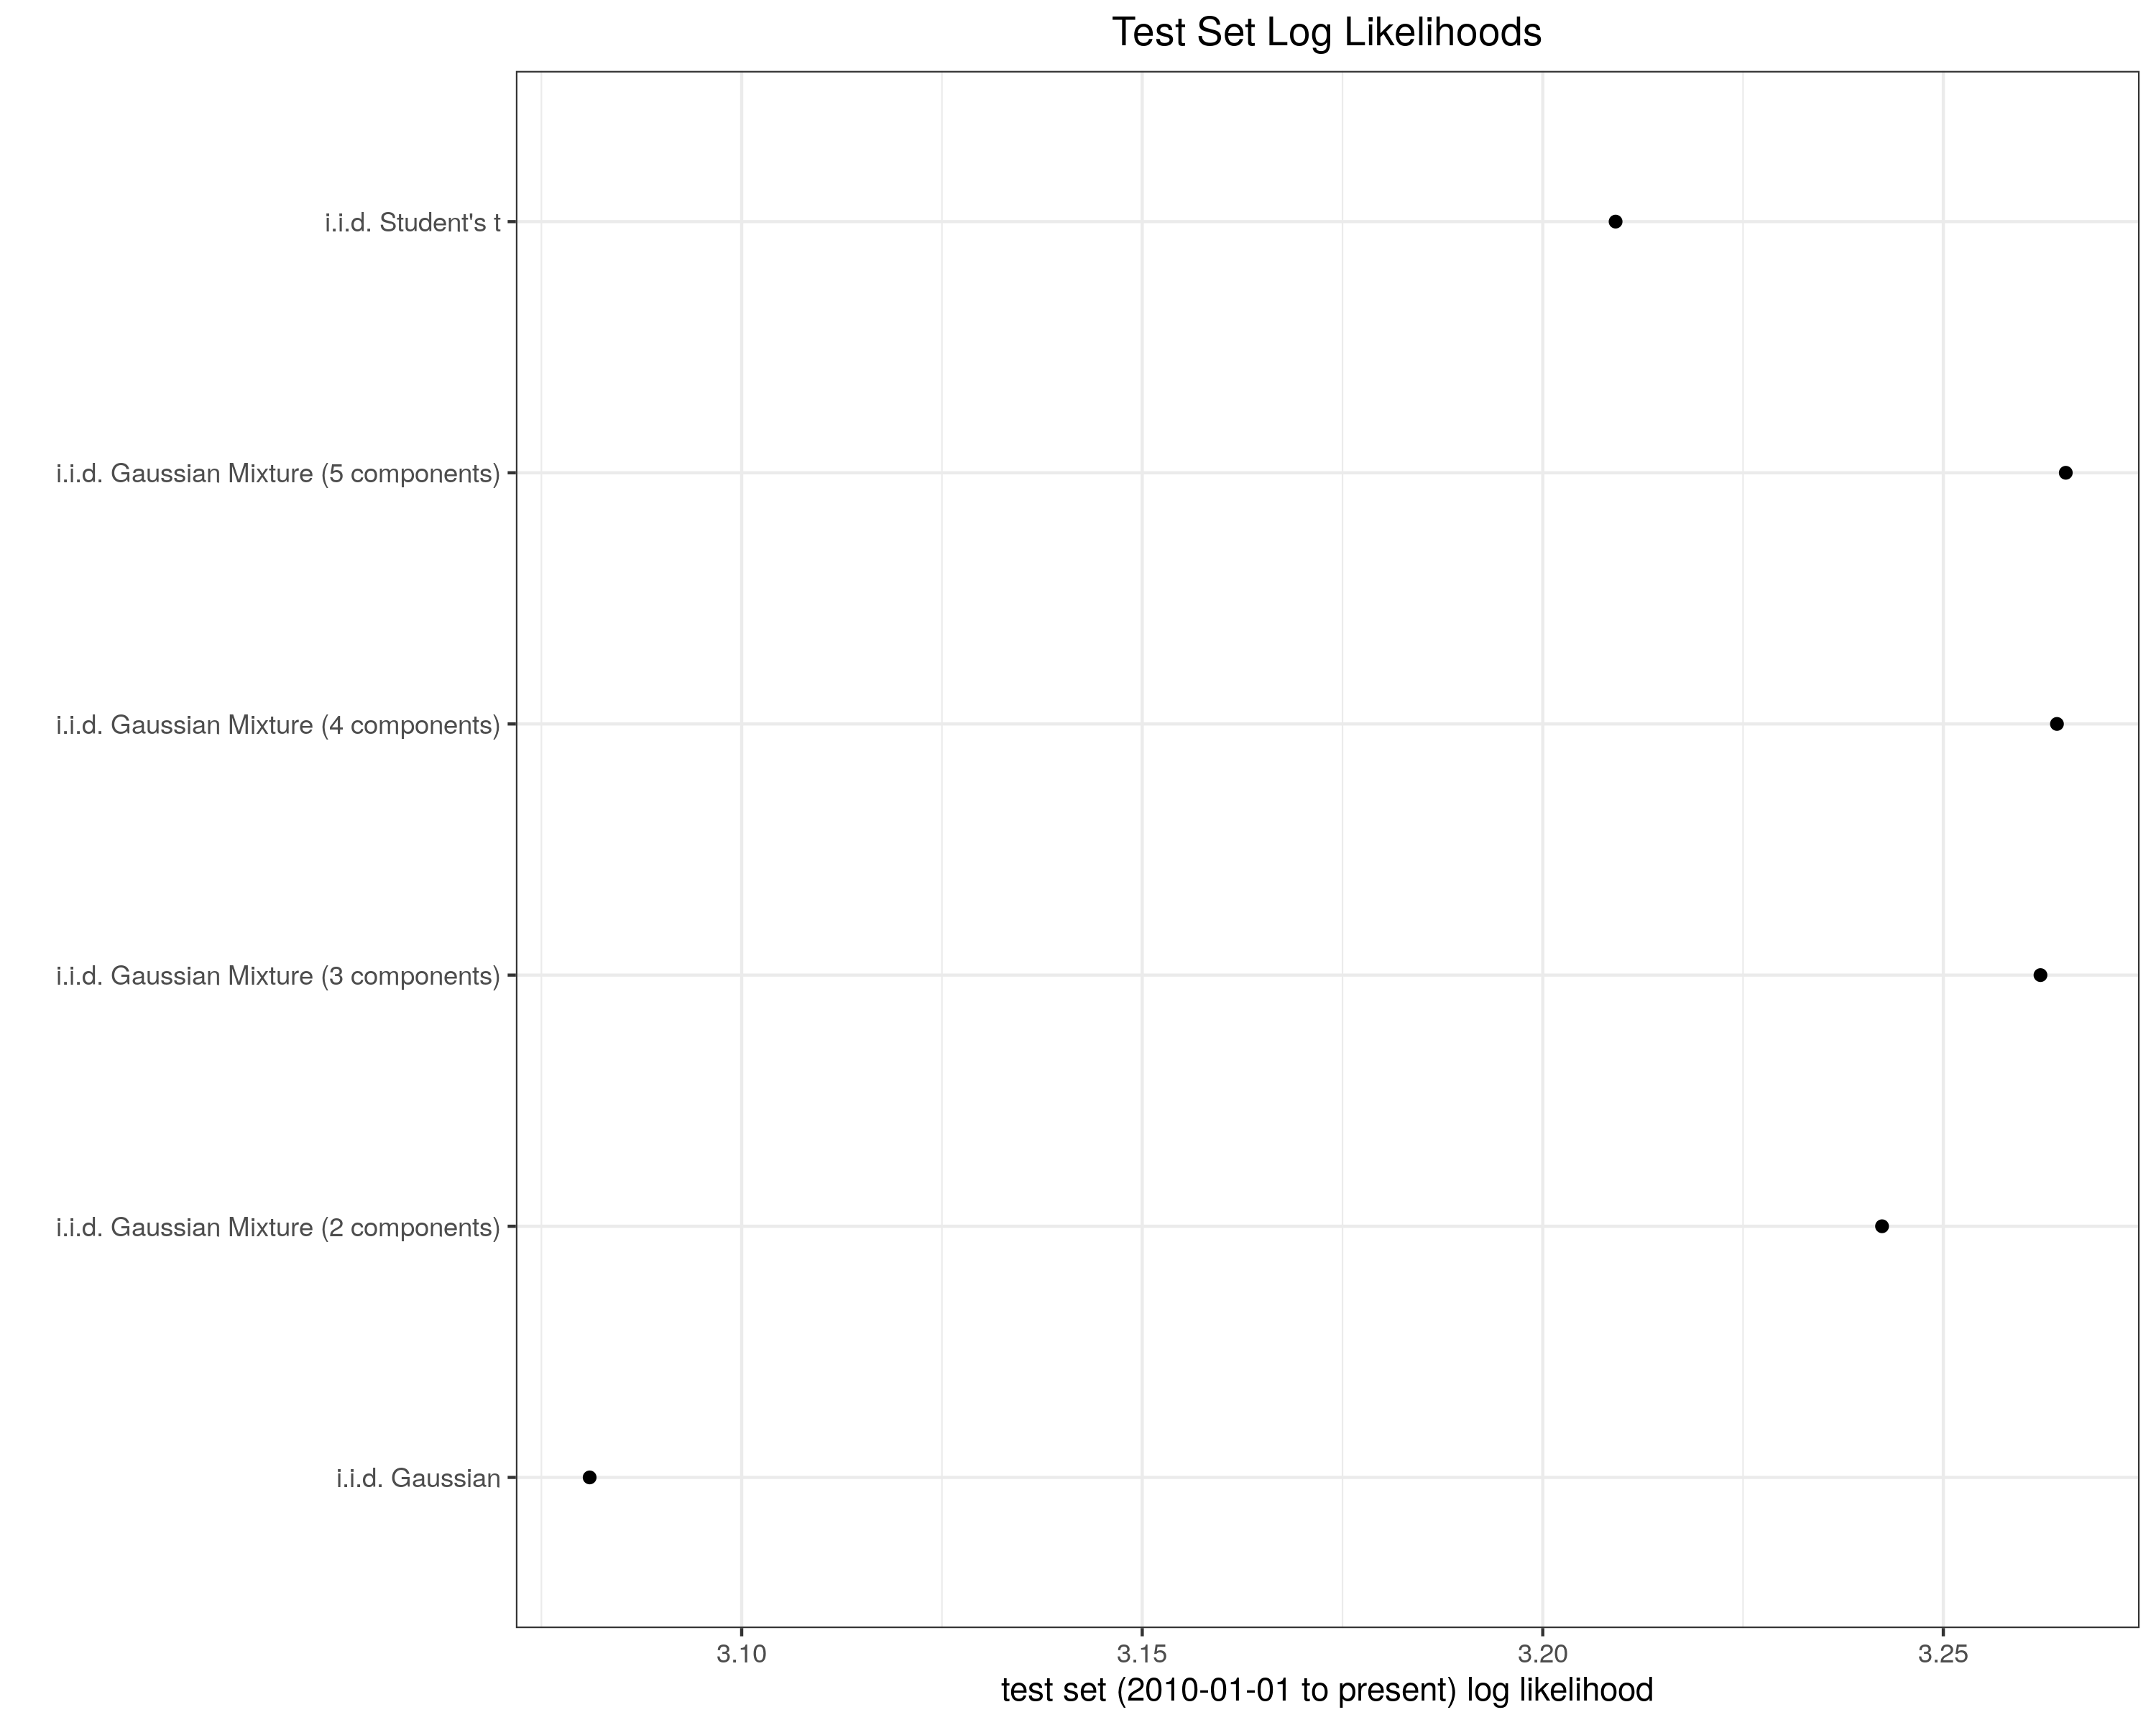 Test Set Log Likelihoods
i.i.d. Student's t
i.i.d. Gaussian Mixture (5 components)
i.i.d. Gaussian Mixture (4 components)
i.i.d. Gaussian Mixture (3 components)
i.i.d. Gaussian Mixture (2 components)
i.i.d. Gaussian
3.10 3.15 3.20 3.25
test set (2010-01-01 to present) log likelihood